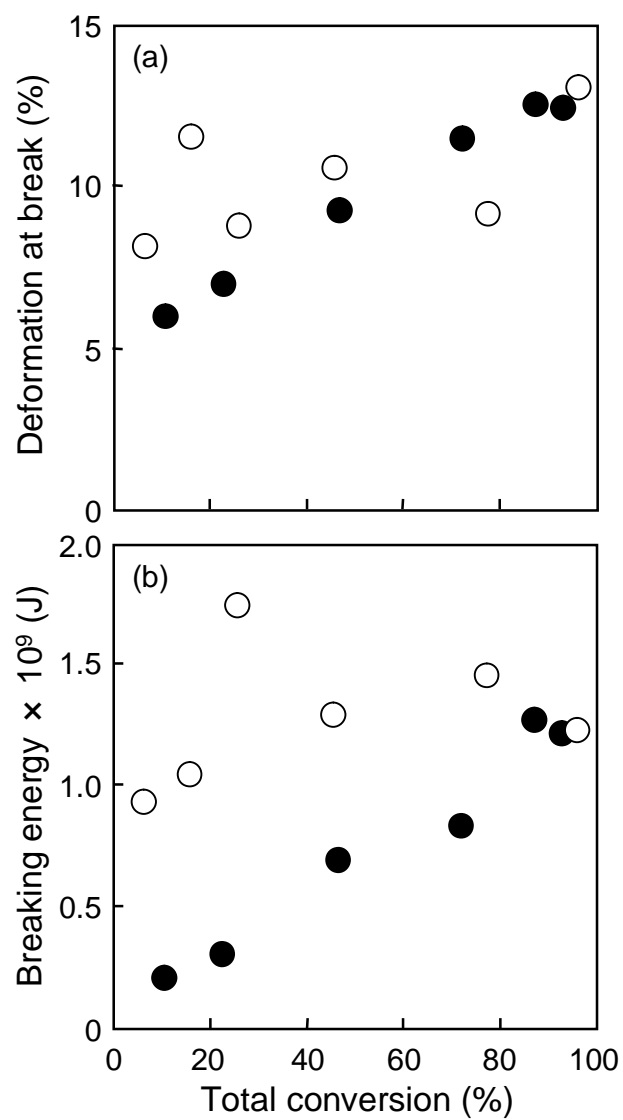 15
(a)
10
5
0
Deformation at break (%)
2.0
(b)
1.5
1.0
0.5
0
Breaking energy × 10⁹ (J)
0 20 40 60 80 100
Total conversion (%)